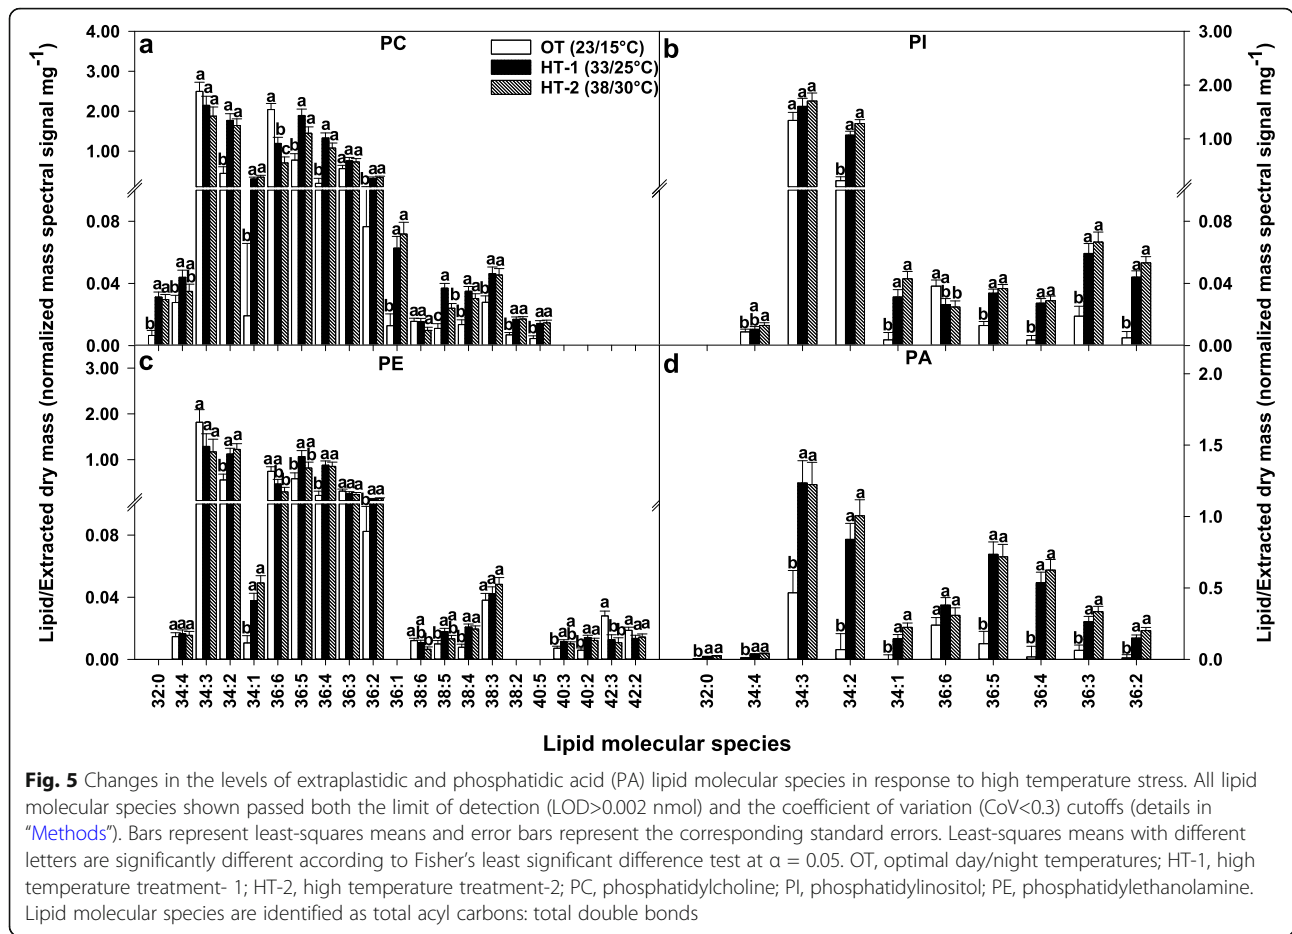 Lipid/Extracted dry mass (normalized mass spectral signal mg-1)
a
PC
4.00
3.00
2.00
1.00
0.08
0.04
0.00
OT (23/15°C)
HT-1 (33/25°C)
HT-2 (38/30°C)
b
PI
3.00
2.00
1.00
0.08
0.04
0.00
c
PE
3.00
2.00
1.00
0.08
0.04
0.00
d
PA
2.0
1.5
1.0
0.5
0.0
Lipid/Extracted dry mass (normalized mass spectral signal mg-1)
32:0 34:4 34:3 34:2 34:1 36:6 36:5 36:4 36:3 36:2 36:1 38:6 38:5 38:4 38:3 38:2 40:5 40:3 40:2 42:3 42:2
32:0 34:4 34:3 34:2 34:1 36:6 36:5 36:4 36:3 36:2
Lipid molecular species
Fig. 5 Changes in the levels of extraplastidic and phosphatidic acid (PA) lipid molecular species in response to high temperature stress. All lipid
molecular species shown passed both the limit of detection (LOD>0.002 nmol) and the coefficient of variation (CoV<0.3) cutoffs (details in
“Methods”). Bars represent least-squares means and error bars represent the corresponding standard errors. Least-squares means with different
letters are significantly different according to Fisher’s least significant difference test at α = 0.05. OT, optimal day/night temperatures; HT-1, high
temperature treatment- 1; HT-2, high temperature treatment-2; PC, phosphatidylcholine; PI, phosphatidylinositol; PE, phosphatidylethanolamine.
Lipid molecular species are identified as total acyl carbons: total double bonds